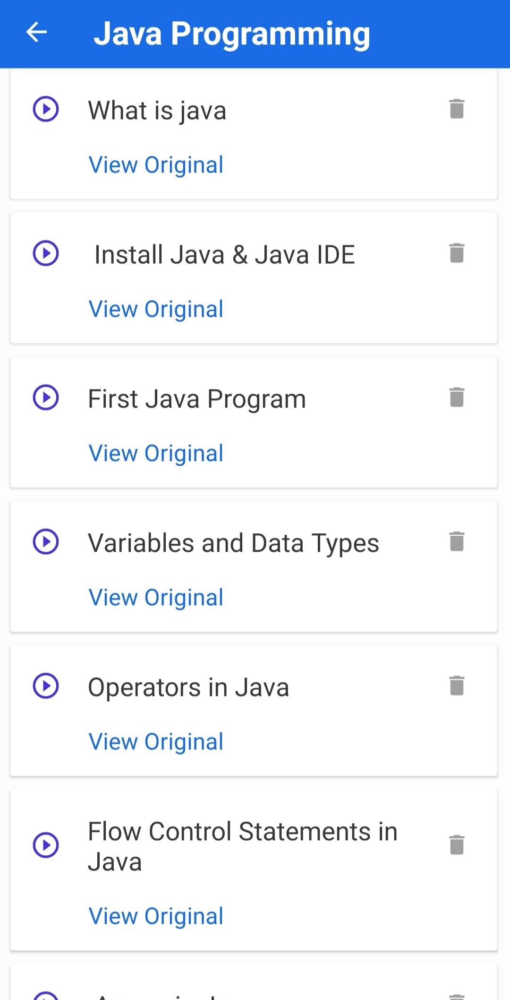 Java Programming
What is java
View Original
Install Java & Java IDE
View Original
First Java Program
View Original
Variables and Data Types
View Original
Operators in Java
View Original
Flow Control Statements in
Java
View Original